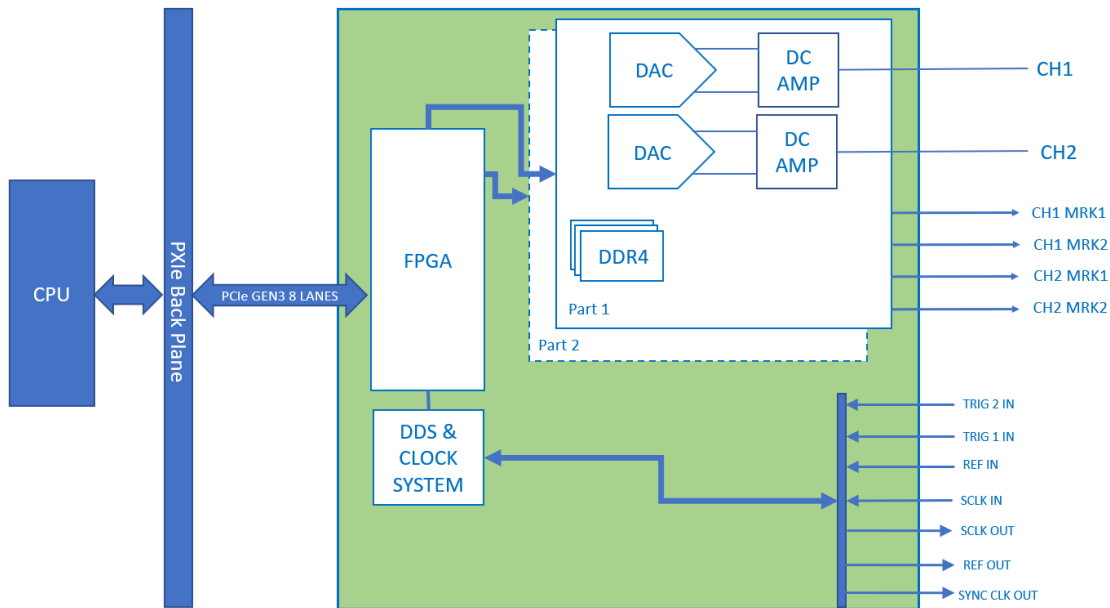 DAC
DC
AMP
CH1
DAC
DC
AMP
CH2
CH1 MRK1
CH1 MRK2
CH2 MRK1
CH2 MRK2
DDR4
Part 1
Part 2
FPGA
CPU
PXIe Back Plane
PCIe GEN3 8 LANES
DDS &
CLOCK
SYSTEM
TRIG 2 IN
TRIG 1 IN
REF IN
SCLK IN
SCLK OUT
REF OUT
SYNC CLK OUT